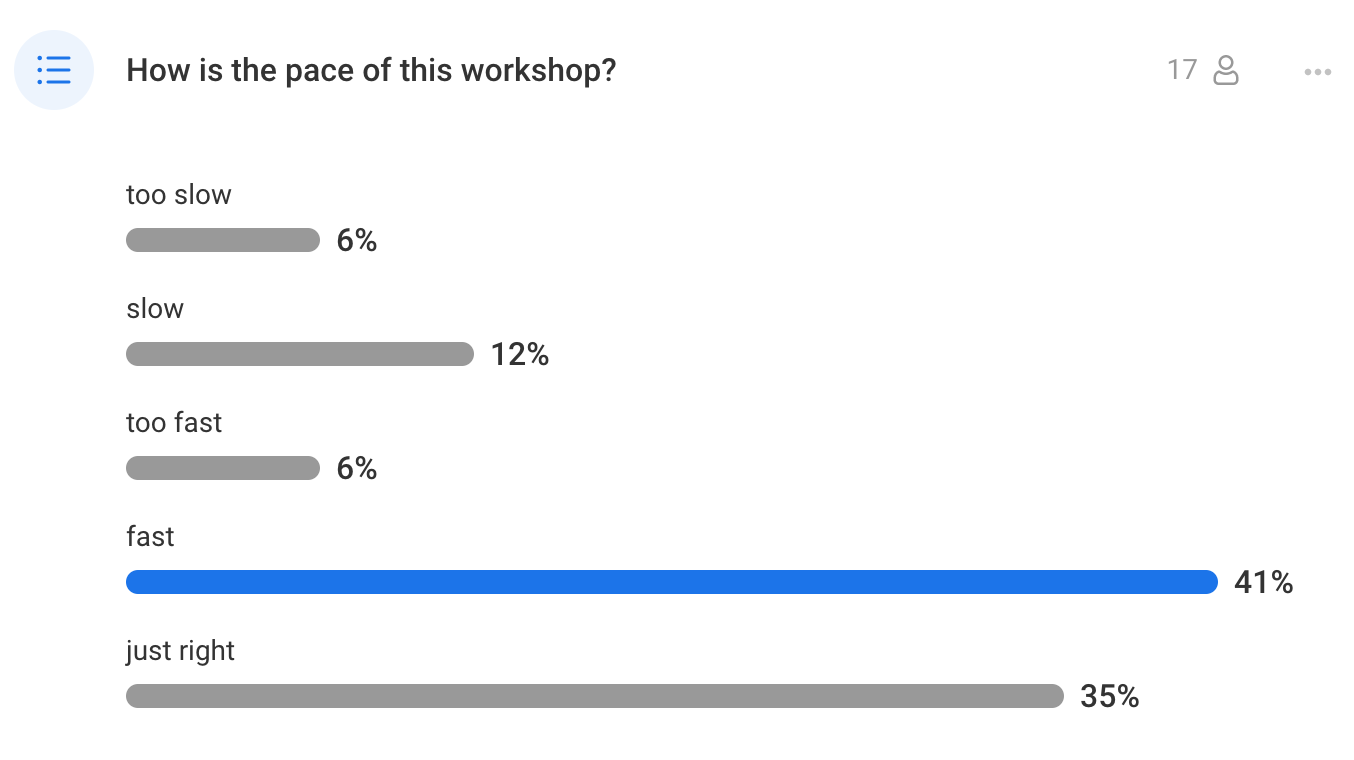 How is the pace of this workshop?
17
too slow
6%
slow
12%
too fast
6%
fast
41%
just right
35%